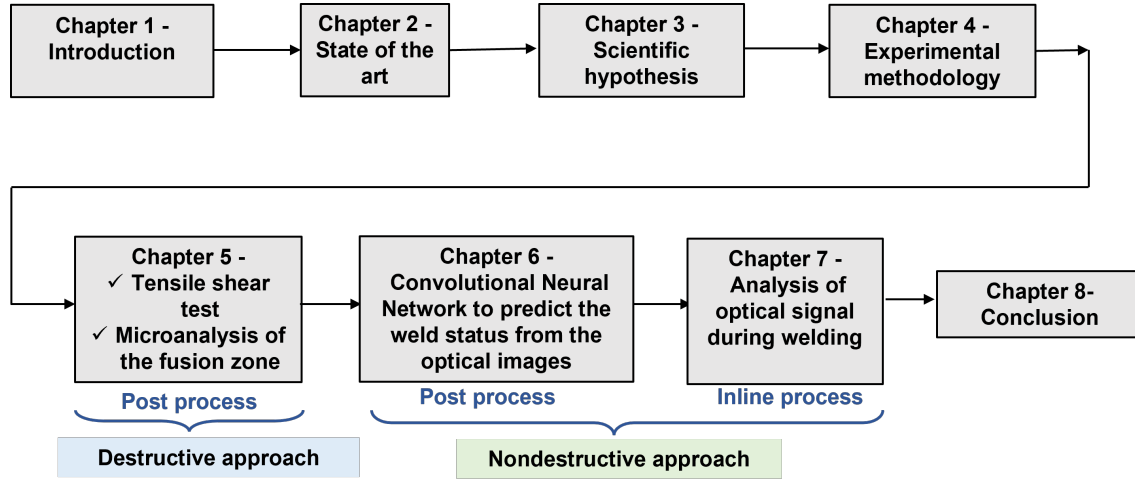 Chapter 1 -
Introduction
Chapter 2 -
State of the
art
Chapter 3 -
Scientific
hypothesis
Chapter 4 -
Experimental
methodology
Chapter 5 -
✓ Tensile shear
test
✓ Microanalysis of
the fusion zone
Chapter 6 -
Convolutional Neural
Network to predict the
weld status from the
optical images
Chapter 7 -
Analysis of
optical signal
during welding
Chapter 8-
Conclusion
Post process
Post process
Inline process
Destructive approach
Nondestructive approach